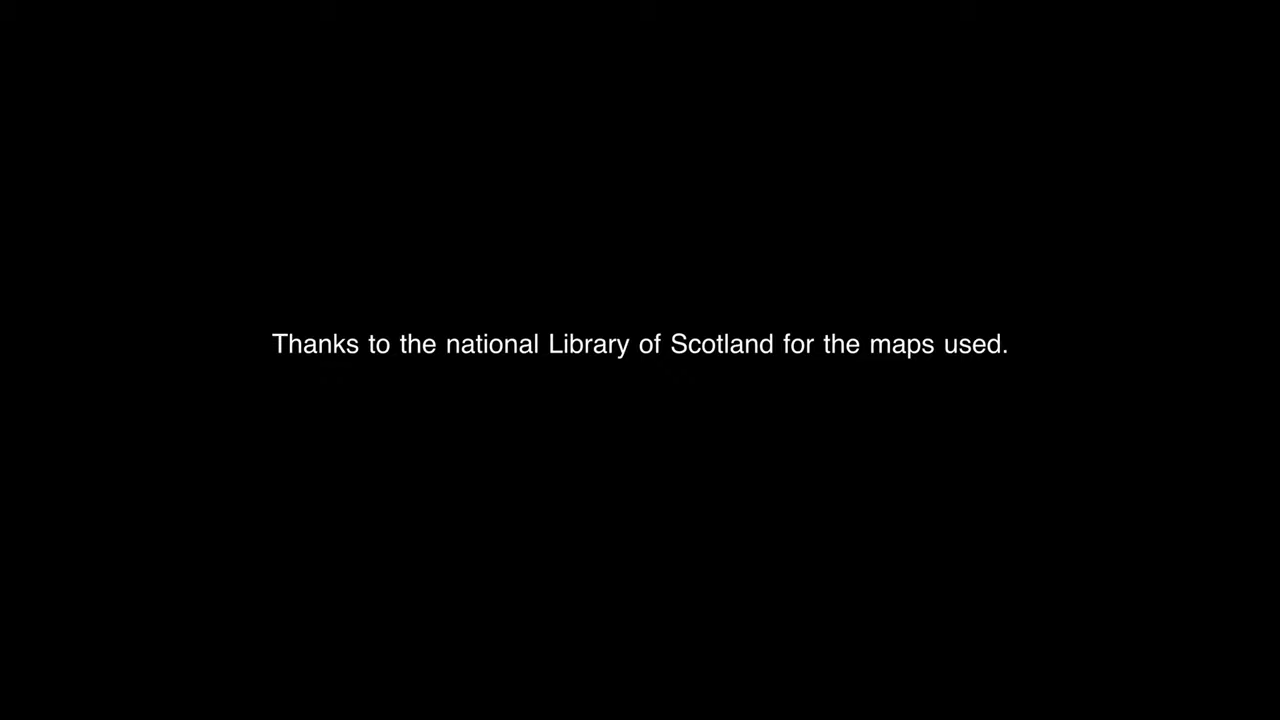 Thanks to the national Library of Scotland for the maps used.